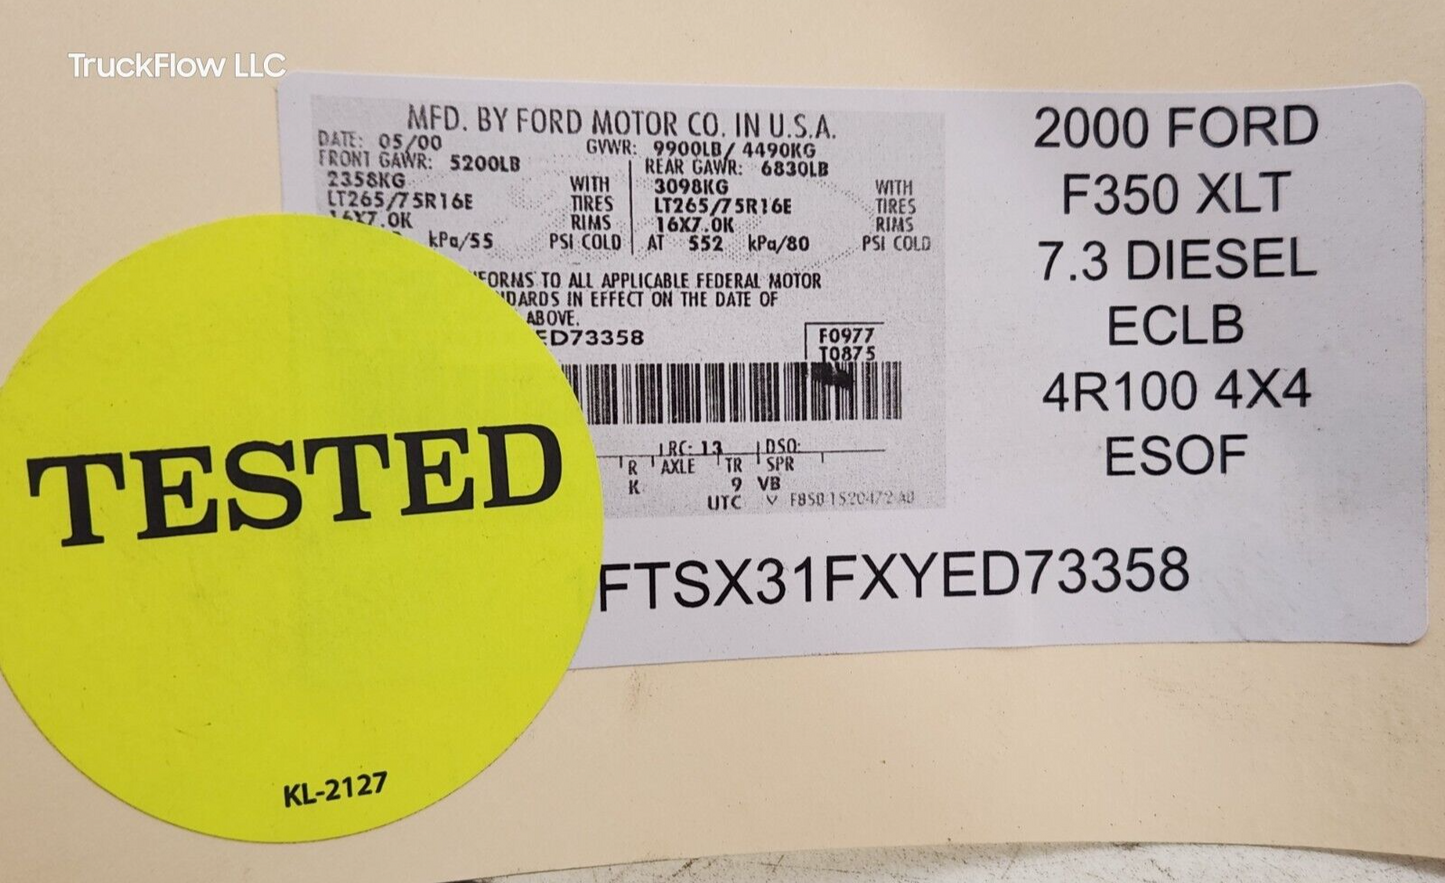 TruckFlow LLC
MFD. BY FORD MOTOR CO. IN U.S.A.
DATE: 05/00
GVWR: 9900LB/ 4490KG
FRONT GAWR: 5200LB
REAR GAWR: 6830LB
2358KG
WITH
3098KG
WITH
LT265/75R16E
TIRES
LT265/75R16E
TIRES
16X7.0K
RIMS
16X7.0K
RIMS
kPa/55
PSI COLD
AT 552 kPa/80
PSI COLD
FORMS TO ALL APPLICABLE FEDERAL MOTOR
DARDS IN EFFECT ON THE DATE OF
ABOVE.
ED73358
F0977
T0875
13
DSO:
R
AXLE
TR
SPR
K
9
VB
UTC
2000 FORD
F350 XLT
7.3 DIESEL
ECLB
4R100 4X4
ESOF
FTSX31FXYED73358
TESTED
KL-2127